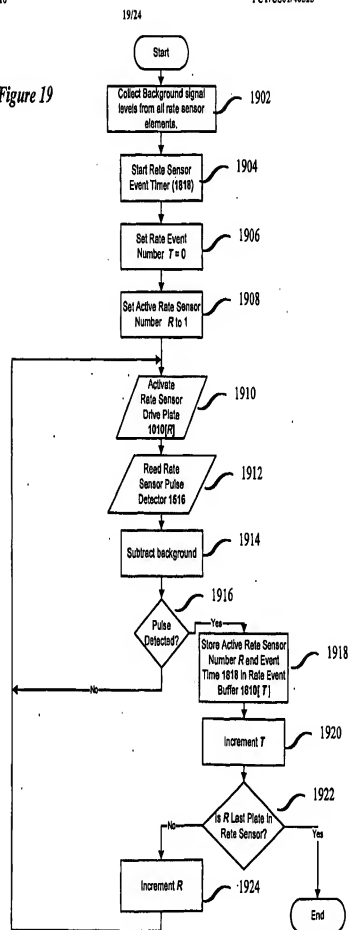 19/24
Figure 19
Start
Collect Background signal
levels from all rate sensor
elements.
1902
Start Rate Sensor
Event Timer (1818)
1904
Set Rate Event
Number T = 0
1906
Set Active Rate Sensor
Number R to 1
1908
Activate
Rate Sensor
Drive Plate
1010[R]
1910
Read Rate
Sensor Pulse
Detector 1616
1912
Subtract background
1914
Pulse
Detected?
1916
Yes
No
Store Active Rate Sensor
Number R end Event
Time 1818 in Rate Event
Buffer 1810[ T ]
1918
Increment T
1920
Is R Last Plate In
Rate Sensor?
1922
No
Yes
Increment R
1924
End